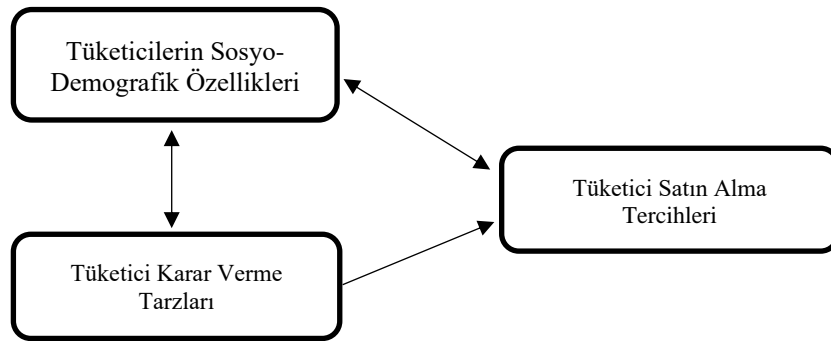 Tüketicilerin Sosyo-
Demografik Özellikleri
Tüketici Satın Alma
Tercihleri
Tüketici Karar Verme
Tarzları